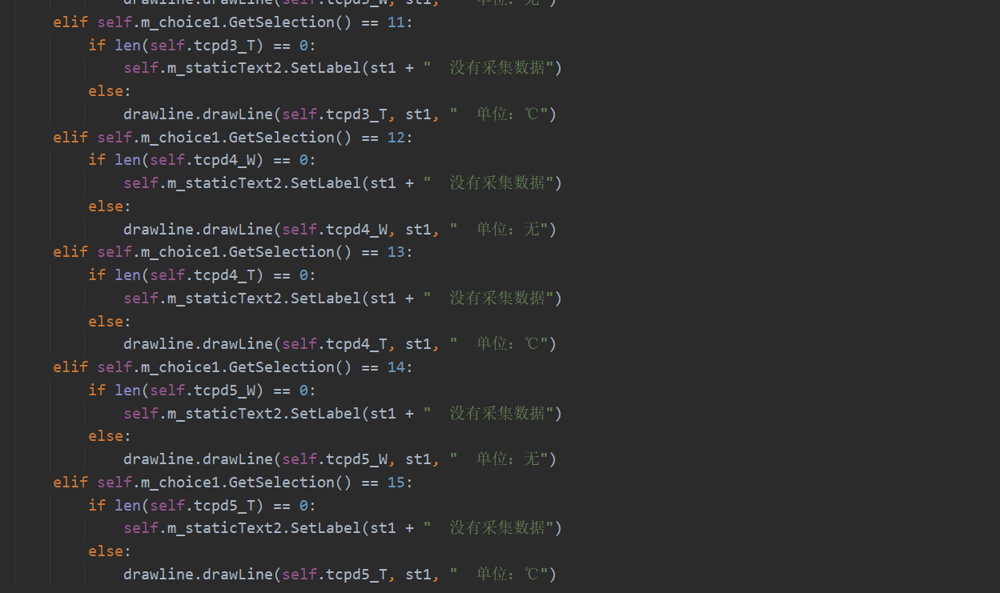 drawline.drawLine(self.tcpd3_W, st1, "  单位：无")
elif self.m_choice1.GetSelection() == 11:
if len(self.tcpd3_T) == 0:
self.m_staticText2.SetLabel(st1 + "  没有采集数据")
else:
drawline.drawLine(self.tcpd3_T, st1, "  单位：℃")
elif self.m_choice1.GetSelection() == 12:
if len(self.tcpd4_W) == 0:
self.m_staticText2.SetLabel(st1 + "  没有采集数据")
else:
drawline.drawLine(self.tcpd4_W, st1, "  单位：无")
elif self.m_choice1.GetSelection() == 13:
if len(self.tcpd4_T) == 0:
self.m_staticText2.SetLabel(st1 + "  没有采集数据")
else:
drawline.drawLine(self.tcpd4_T, st1, "  单位：℃")
elif self.m_choice1.GetSelection() == 14:
if len(self.tcpd5_W) == 0:
self.m_staticText2.SetLabel(st1 + "  没有采集数据")
else:
drawline.drawLine(self.tcpd5_W, st1, "  单位：无")
elif self.m_choice1.GetSelection() == 15:
if len(self.tcpd5_T) == 0:
self.m_staticText2.SetLabel(st1 + "  没有采集数据")
else:
drawline.drawLine(self.tcpd5_T, st1, "  单位：℃")